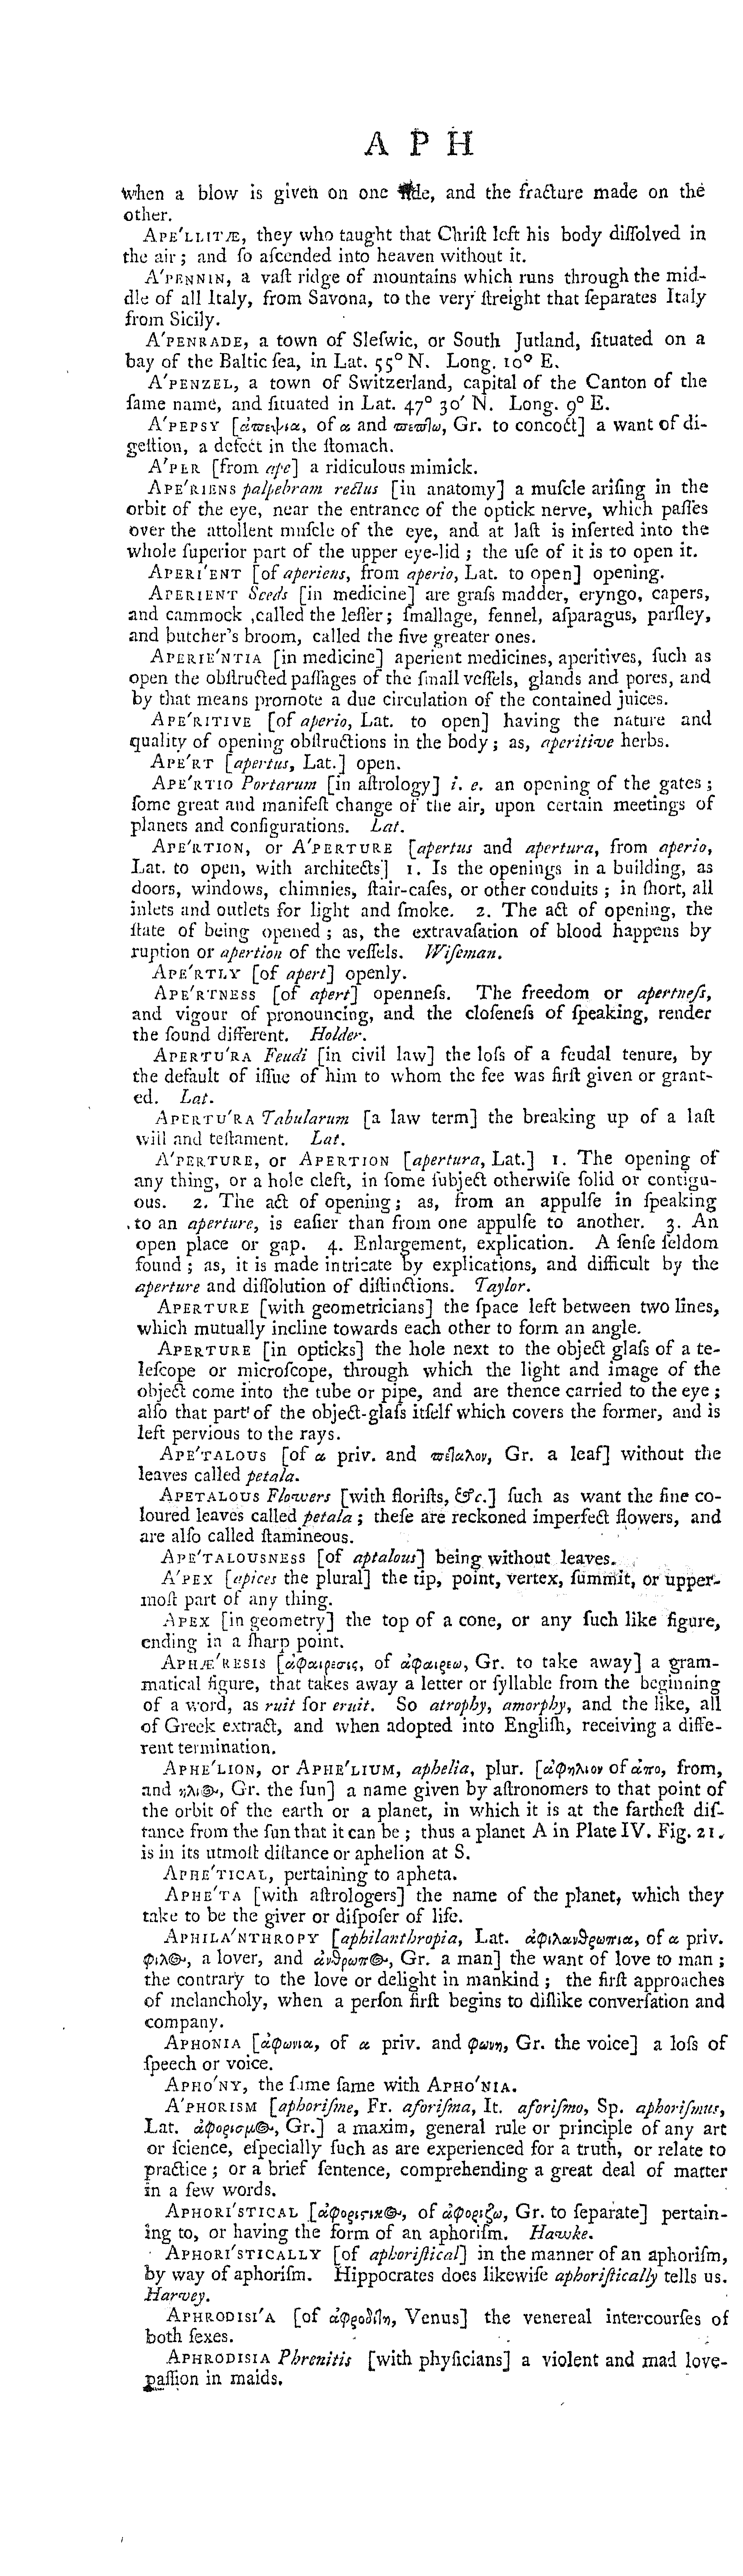 A P H
when a blow is given on one ſide, and the fracture made on the
other.
APE'LLITÆ, they who taught that Chriſt left his body diſſolved in
the air; and ſo aſcended into heaven without it.
A'PENNIN, a vaſt ridge of mountains which runs through the mid-
dle of all Italy, from Savona, to the very ſtreight that ſeparates Italy
from Sicily.
A'PENRADE, a town of Sleſwic, or South Jutland, ſituated on a
bay of the Baltic ſea, in Lat. 55° N. Long. 10° E.
A'PENZEL, a town of Switzerland, capital of the Canton of the
ſame name, and ſituated in Lat. 47° 30′ N. Long. 9° E.
A'PEPSY [ἀπεψια, of α and πεπτω, Gr. to concoct] a want of di-
geſtion, a defect in the ſtomach.
A'PER [from ape] a ridiculous mimick.
APE'RIENS palpebram rectus [in anatomy] a muſcle ariſing in the
orbit of the eye, near the entrance of the optick nerve, which paſſes
over the attollent muſcle of the eye, and at laſt is inſerted into the
whole ſuperior part of the upper eye-lid; the uſe of it is to open it.
APERI'ENT [of aperiens, from aperio, Lat. to open] opening.
APERIENT Seeds [in medicine] are graſs madder, eryngo, capers,
and cammock ,called the leſſer; ſmallage, fennel, aſparagus, parſley,
and butcher's broom, called the five greater ones.
APERIE'NTIA [in medicine] aperient medicines, aperitives, ſuch as
open the obſtructed paſſages of the ſmall veſſels, glands and pores, and
by that means promote a due circulation of the contained juices.
APE'RITIVE [of aperio, Lat. to open] having the nature and
quality of opening obſtructions in the body; as, aperitive herbs.
APE'RT [apertus, Lat.] open.
APE'RTIO Portarum [in aſtrology] i. e. an opening of the gates;
ſome great and manifeſt change of the air, upon certain meetings of
planets and configurations. Lat.
APE'RTION, or A'PERTURE [apertus and apertura, from aperio,
Lat. to open, with architects] 1. Is the openings in a building, as
doors, windows, chimnies, ſtair-caſes, or other conduits; in ſhort, all
inlets and outlets for light and ſmoke. 2. The act of opening, the
ſtate of being opened; as, the extravaſation of blood happens by
ruption or apertion of the veſſels. Wiſeman.
APE'RTLY [of apert] openly.
APE'RTNESS [of apert] openneſs. The freedom or apertneſs,
and vigour of pronouncing, and the cloſeneſs of ſpeaking, render
the ſound different. Holder.
APERTU'RA Feudi [in civil law] the loſs of a feudal tenure, by
the default of iſſue of him to whom the fee was firſt given or grant-
ed. Lat.
APERTU'RA Tabularum [a law term] the breaking up of a laſt
will and teſtament. Lat.
A'PERTURE, or APERTION [apertura, Lat.] 1. The opening of
any thing, or a hole cleft, in ſome ſubject otherwiſe ſolid or contigu-
ous. 2. The act of opening; as, from an appulſe in ſpeaking
to an aperture, is eaſier than from one appulſe to another. 3. An
open place or gap. 4. Enlargement, explication. A ſenſe ſeldom
found; as, it is made intricate by explications, and difficult by the
aperture and diſſolution of diſtinctions. Taylor.
APERTURE [with geometricians] the ſpace left between two lines,
which mutually incline towards each other to form an angle.
APERTURE [in opticks] the hole next to the object glaſs of a te-
leſcope or microſcope, through which the light and image of the
object come into the tube or pipe, and are thence carried to the eye;
alſo that part of the object-glaſs itſelf which covers the former, and is
left pervious to the rays.
APE'TALOUS [of α priv. and πεταλον, Gr. a leaf] without the
leaves called petala.
APETALOUS Flowers [with floriſts, &c.] ſuch as want the fine co-
loured leaves called petala; theſe are reckoned imperfect flowers, and
are alſo called ſtamineous.
APE'TALOUSNESS [of aptalous] being without leaves.
A'PEX [apices the plural] the tip, point, vertex, ſummit, or upper-
moſt part of any thing.
APEX [in geometry] the top of a cone, or any ſuch like figure,
ending in a ſharp point.
APHÆ'RESIS [ἀφαιρεσις, of ἀφαιρεω, Gr. to take away] a gram-
matical figure, that takes away a letter or ſyllable from the beginning
of a word, as ruit for eruit. So atrophy, amorphy, and the like, all
of Greek extract, and when adopted into Engliſh, receiving a diffe-
rent termination.
APHE'LION, or APHE'LIUM, aphelia, plur. [ἀφηλιον of ἀπο, from,
and ηλι⊕, Gr. the ſun] a name given by aſtronomers to that point of
the orbit of the earth or a planet, in which it is at the fartheſt diſ-
tance from the ſun that it can be; thus a planet A in Plate IV. Fig. 21.
is in its utmoſt diſtance or aphelion at S.
APHE'TICAL, pertaining to apheta.
APHE'TA [with aſtrologers] the name of the planet, which they
take to be the giver or diſpoſer of life.
APHILA'NTHROPY [aphilanthropia, Lat. ἀφιλανθρωπια, of α priv.
φιλος, a lover, and ἀνθρωπος, Gr. a man] the want of love to man;
the contrary to the love or delight in mankind; the firſt approaches
of melancholy, when a perſon firſt begins to diſlike converſation and
company.
APHONIA [ἀφωνια, of α priv. and φωνη, Gr. the voice] a loſs of
ſpeech or voice.
APHO'NY, the ſame ſame with APHO'NIA.
A'PHORISM [aphoriſme, Fr. aforiſma, It. aforiſmo, Sp. aphoriſmus,
Lat. ἀφορισμος, Gr.] a maxim, general rule or principle of any art
or ſcience, eſpecially ſuch as are experienced for a truth, or relate to
practice; or a brief ſentence, comprehending a great deal of matter
in a few words.
APHORI'STICAL [ἀφοριστικος, of ἀφοριζω, Gr. to ſeparate] pertain-
ing to, or having the form of an aphoriſm. Hawke.
APHORI'STICALLY [of aphoriſtical] in the manner of an aphoriſm,
by way of aphoriſm. Hippocrates does likewiſe aphoriſtically tells us.
Harvey.
APHRODISI'A [of ἀφροδιτη, Venus] the venereal intercourſes of
both ſexes.
APHRODISIA Phrenitis [with phyſicians] a violent and mad love-
paſſion in maids.